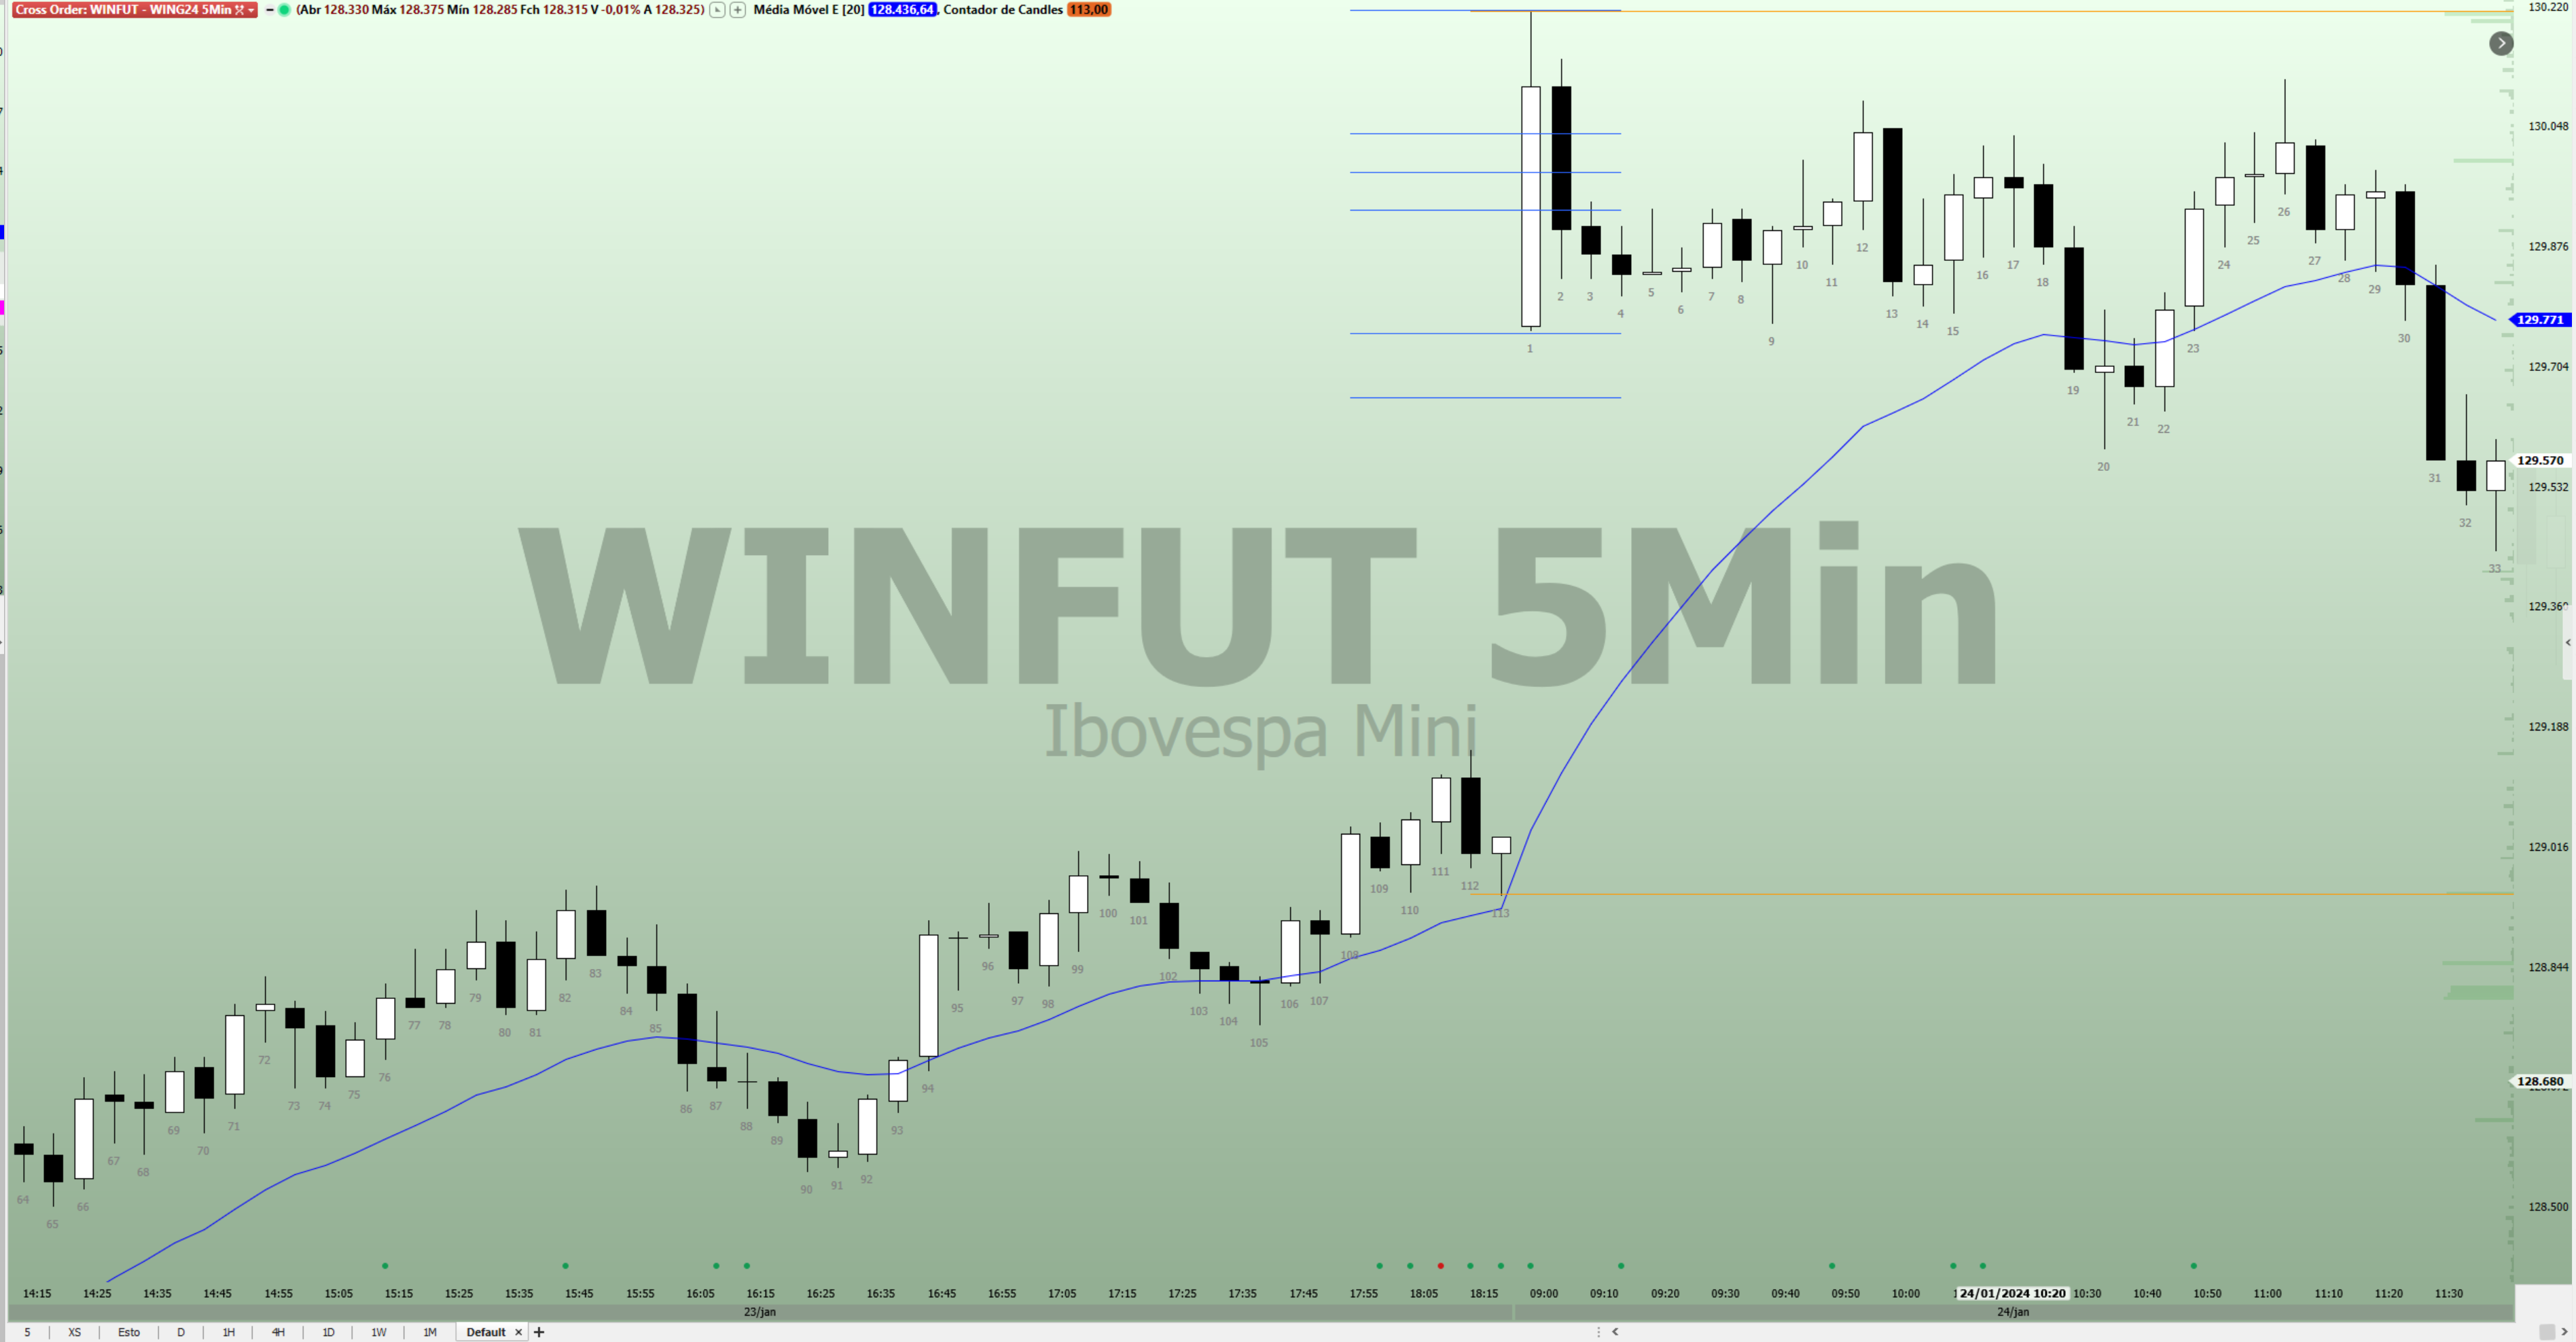 Cross Order: WINFUT - WING24 5Min (Abr 128.330 Máx 128.375 Mín 128.285 Fch 128.315 V -0,01% A 128.325) Média Móvel E [20] 128.436,64, Contador de Candles 113,00
130.220
130.048
129.876
129.771
129.704
129.570
129.532
129.360
129.188
129.016
128.844
128.680
128.500
WINFUT 5Min
Ibovespa Mini
1 2 3 4 5 6 7 8 9 10 11 12 13 14 15 16 17 18 19 20 21 22 23 24 25 26 27 28 29 30 31 32 33
64 65 66 67 68 69 70 71 72 73 74 75 76 77 78 79 80 81 82 83 84 85 86 87 88 89 90 91 92 93 94 95 96 97 98 99 100 101 102 103 104 105 106 107 108 109 110 111 112 113
14:15 14:25 14:35 14:45 14:55 15:05 15:15 15:25 15:35 15:45 15:55 16:05 16:15 16:25 16:35 16:45 16:55 17:05 17:15 17:25 17:35 17:45 17:55 18:05 18:15 09:00 09:10 09:20 09:30 09:40 09:50 10:00 24/01/2024 10:20 10:30 10:40 10:50 11:00 11:10 11:20 11:30
23/jan 24/jan
5 XS Esto D 1H 4H 1D 1W 1M Default × +